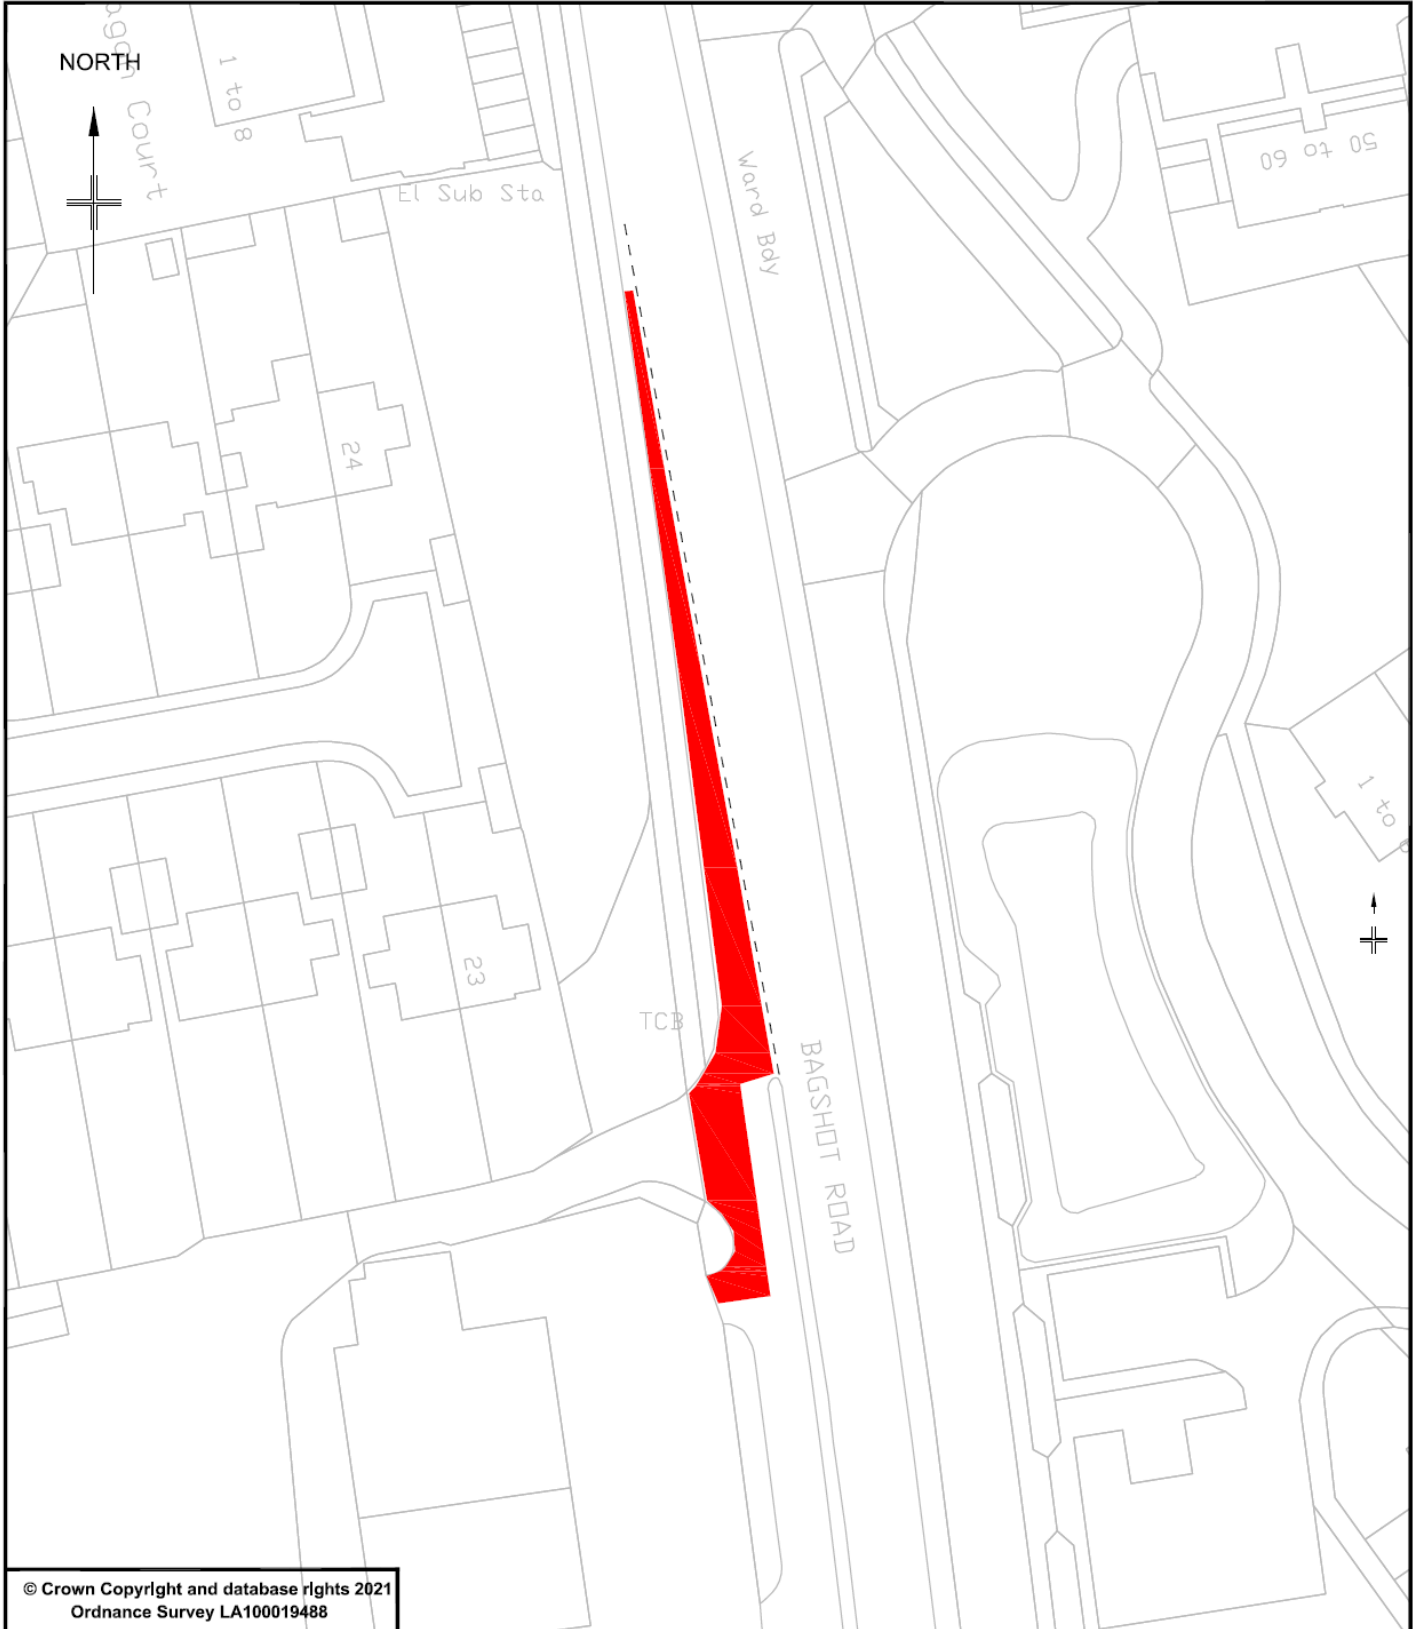 NORTH
agon Court
1 to 8
El Sub Sta
Ward Bdy
50 to 60
24
1 to
23
TCB
BAGSHOT ROAD
© Crown Copyright and database rights 2021
Ordnance Survey LA100019488